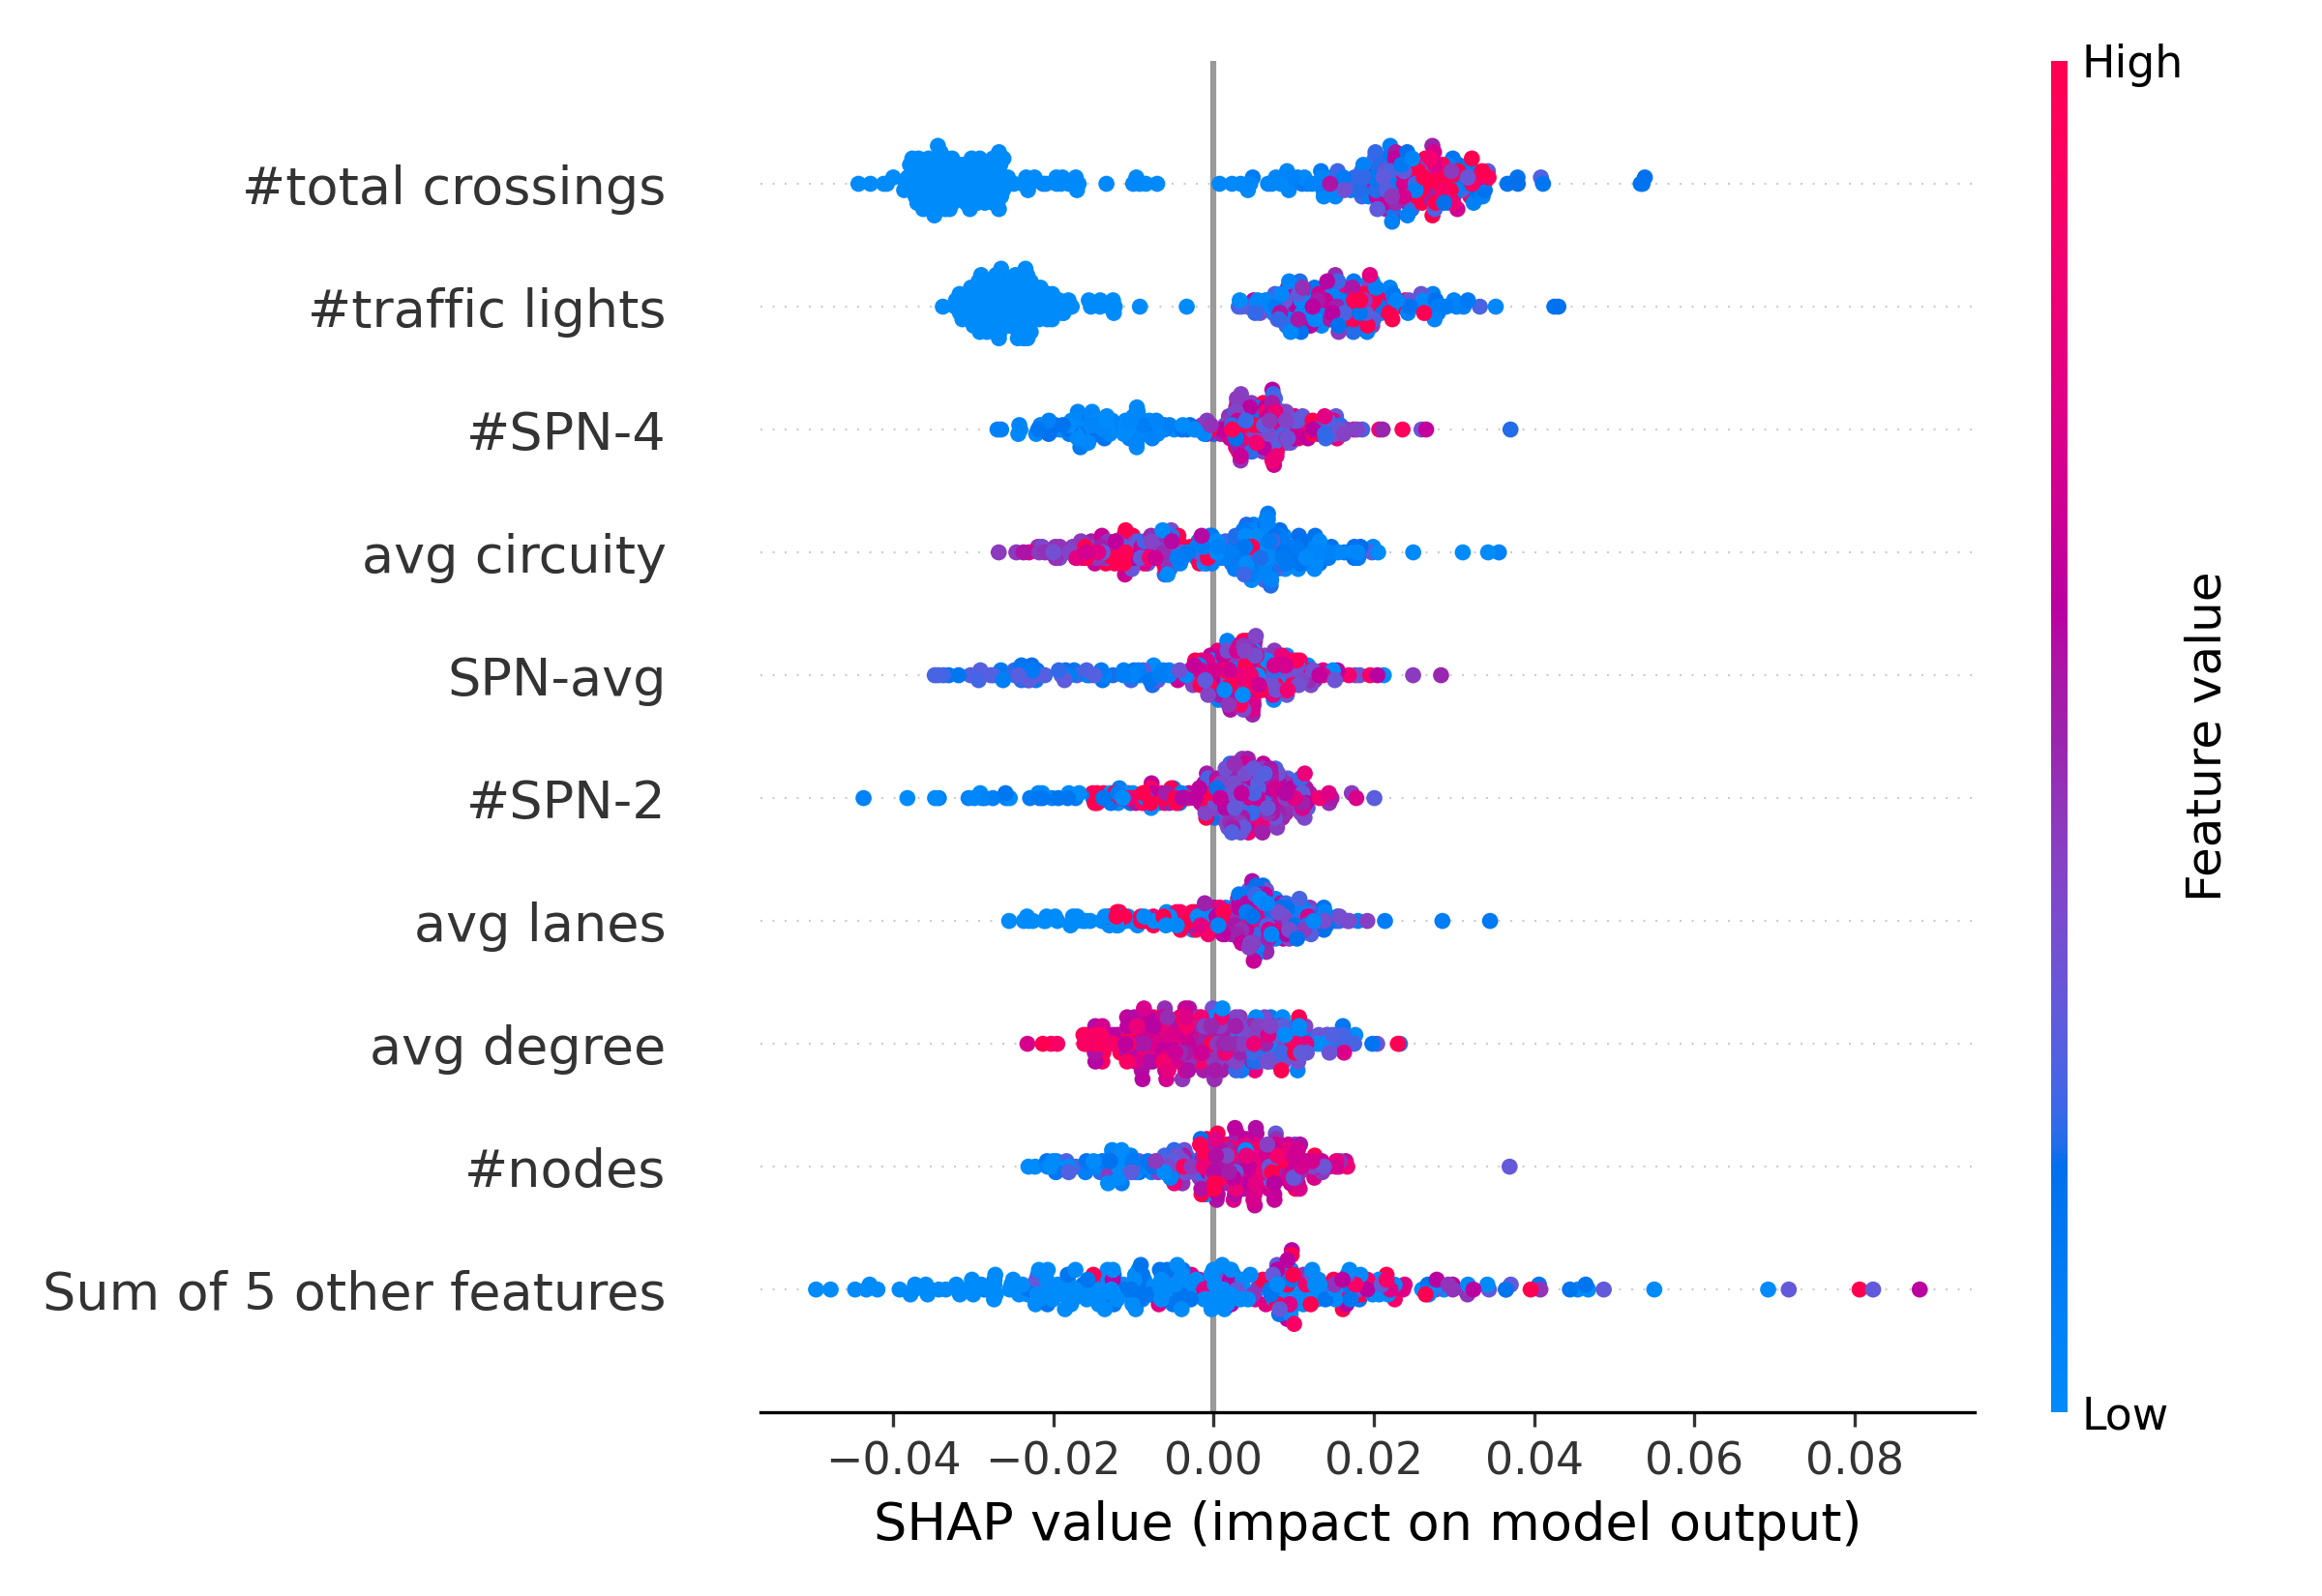 High
#total crossings
#traffic lights
#SPN-4
avg circuity
SPN-avg
#SPN-2
avg lanes
avg degree
#nodes
Sum of 5 other features
Feature value
Low
−0.04 −0.02 0.00 0.02 0.04 0.06 0.08
SHAP value (impact on model output)